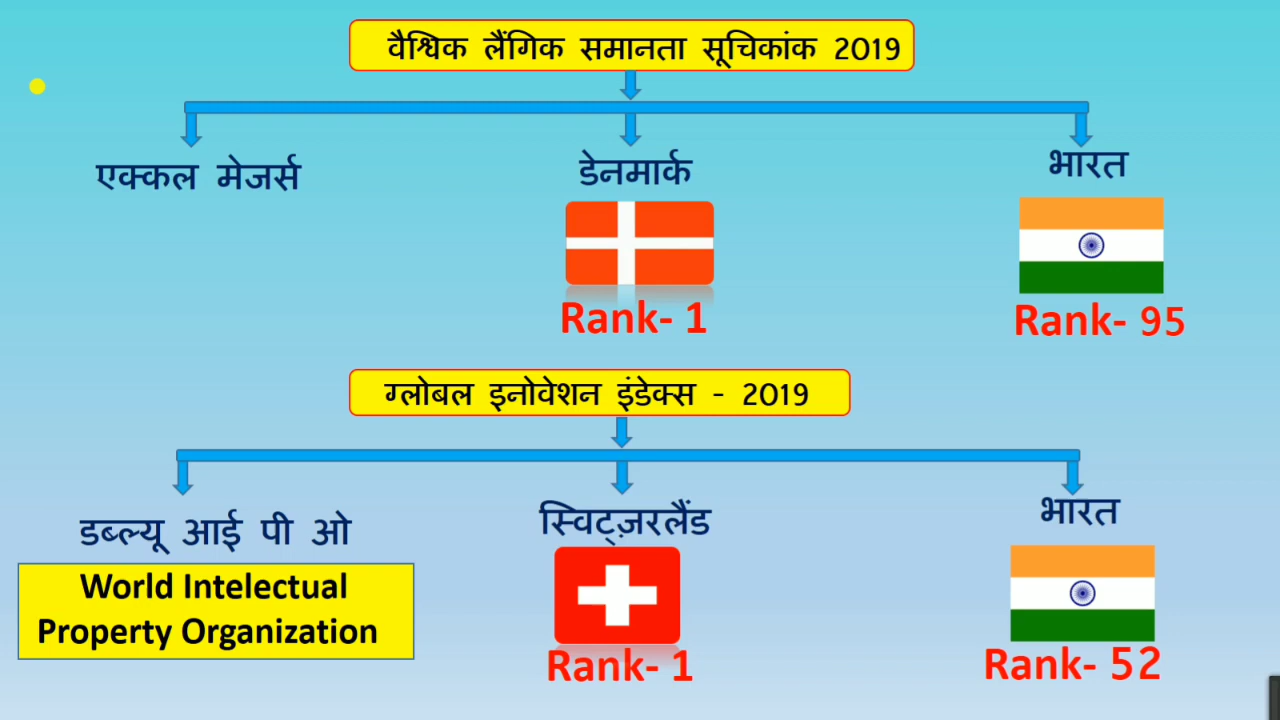 वैश्विक लैंगिक समानता सूचिकांक 2019
एक्कल मेजर्स
डेनमार्क
भारत
Rank- 1
Rank- 95
ग्लोबल इनोवेशन इंडेक्स - 2019
डब्ल्यू आई पी ओ
स्विट्ज़रलैंड
भारत
World Intelectual
Property Organization
Rank- 1
Rank- 52